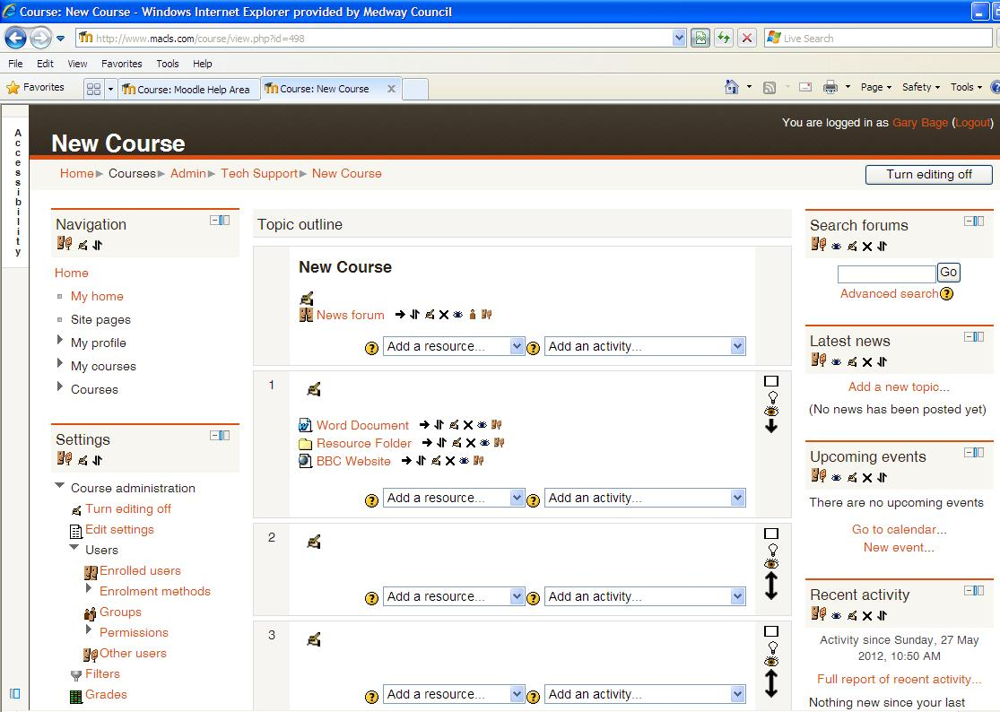 Course: New Course - Windows Internet Explorer provided by Medway Council
http://www.macls.com/course/view.php?id=498
Live Search
File Edit View Favorites Tools Help
Favorites
Course: Moodle Help Area
Course: New Course
Page Safety Tools
Accessibility
You are logged in as Gary Bage (Logout)
New Course
Home Courses Admin Tech Support New Course
Turn editing off
Navigation
Home
My home
Site pages
My profile
My courses
Courses
Settings
Course administration
Turn editing off
Edit settings
Users
Enrolled users
Enrolment methods
Groups
Permissions
Other users
Filters
Grades
Topic outline
New Course
News forum
Add a resource... Add an activity...
1
Word Document
Resource Folder
BBC Website
Add a resource... Add an activity...
2
Add a resource... Add an activity...
3
Add a resource... Add an activity...
Search forums
Go
Advanced search
Latest news
Add a new topic...
(No news has been posted yet)
Upcoming events
There are no upcoming events
Go to calendar...
New event...
Recent activity
Activity since Sunday, 27 May
2012, 10:50 AM
Full report of recent activity...
Nothing new since your last